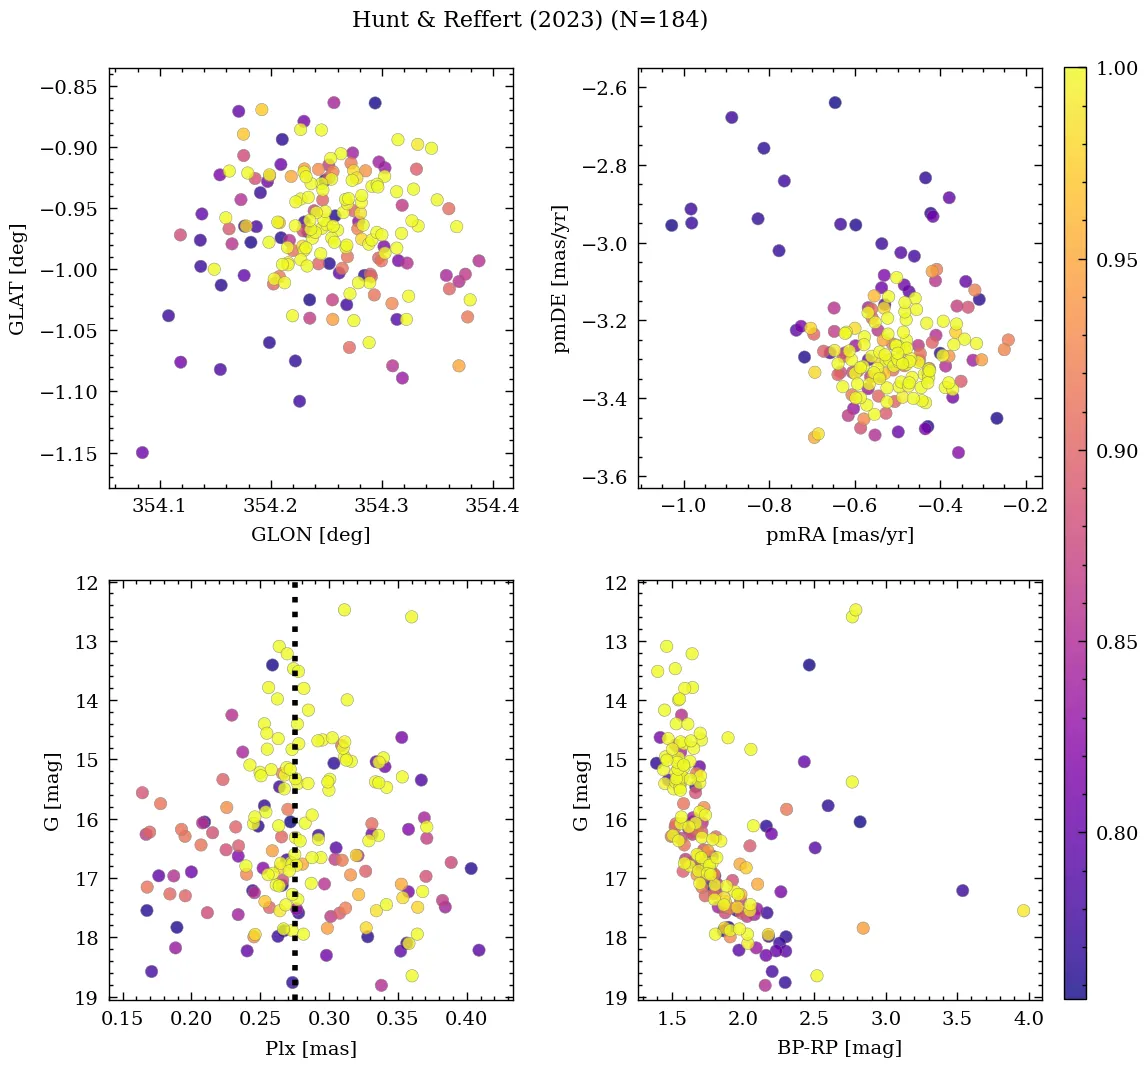 Hunt & Reffert (2023) (N=184)
−0.85
−0.90
−0.95
−1.00
−1.05
−1.10
−1.15
GLAT [deg]
354.1 354.2 354.3 354.4
GLON [deg]
−2.6
−2.8
−3.0
−3.2
−3.4
−3.6
pmDE [mas/yr]
−1.0 −0.8 −0.6 −0.4 −0.2
pmRA [mas/yr]
1.00
0.95
0.90
0.85
0.80
12
13
14
15
16
17
18
19
G [mag]
0.15 0.20 0.25 0.30 0.35 0.40
Plx [mas]
12
13
14
15
16
17
18
19
G [mag]
1.5 2.0 2.5 3.0 3.5 4.0
BP-RP [mag]